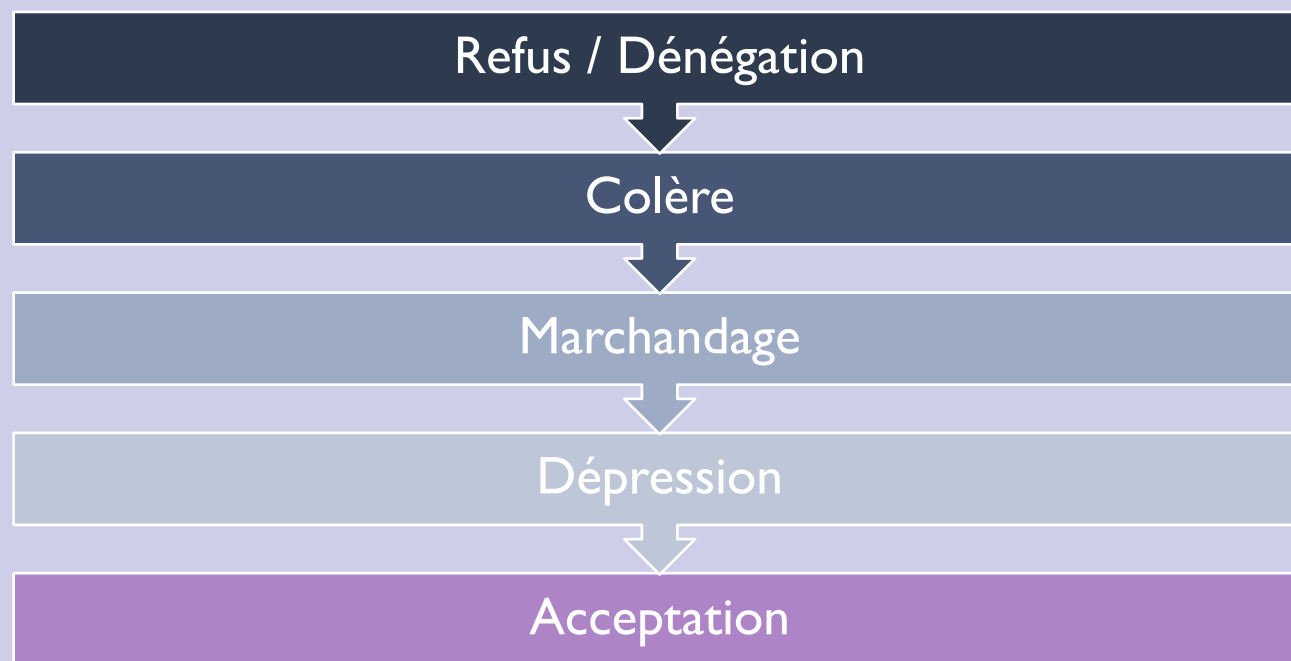 Refus / Dénégation
Colère
Marchandage
Dépression
Acceptation